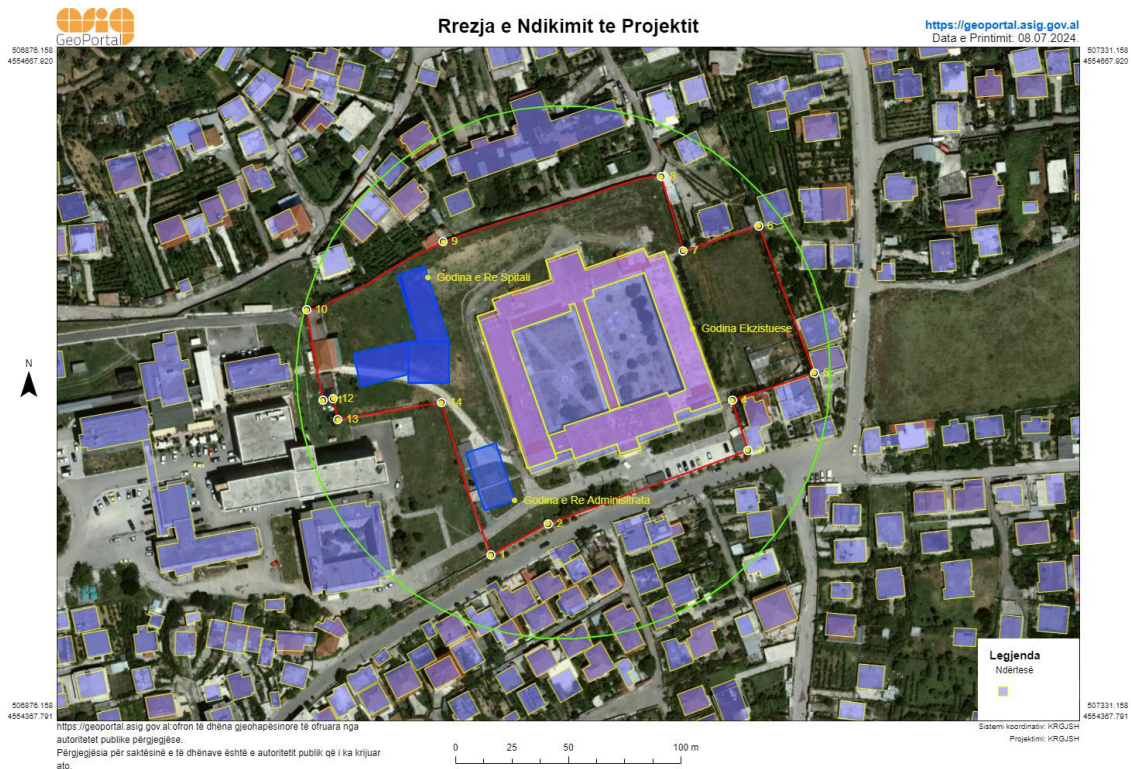 asig
GeoPortal
Rrezja e Ndikimit te Projektit
https://geoportal.asig.gov.al
Data e Printimit: 08.07.2024.
506876.158
4554667.920
507331.158
4554667.920
8
6
9
7
Godina e Re Spitali
10
Godina Ekzistuese
N
5
12
4
14
13
Godina e Re Adminisitrata
2
Legjenda
Ndërtesë
506876.158
4554367.791
507331.158
4554367.791
https://geoportal.asig.gov.al:ofron të dhëna gjeohapësinore të ofruara nga
autoritetet publike përgjegjëse.
Përgjegjësia për saktësinë e të dhënave është e autoritetit publik që i ka krijuar
ato.
Sistemi koordinativ: KRGJSH
Projektimi: KRGJSH
0 25 50 100 m